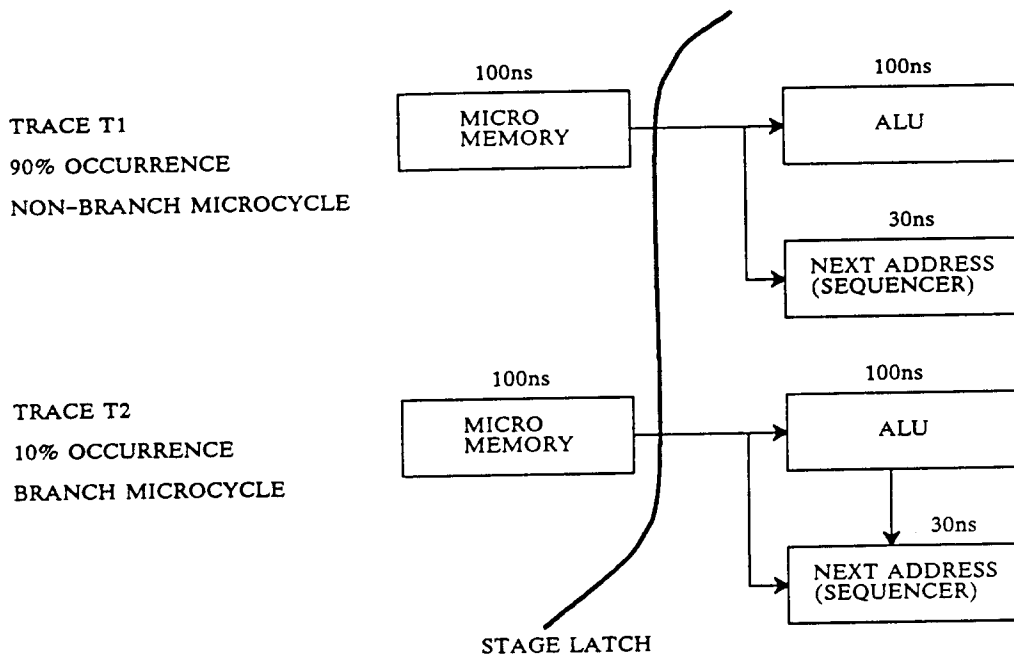 100ns
100ns
TRACE T1
90% OCCURRENCE
NON-BRANCH MICROCYCLE
MICRO
MEMORY
ALU
30ns
NEXT ADDRESS
(SEQUENCER)
100ns
100ns
TRACE T2
10% OCCURRENCE
BRANCH MICROCYCLE
MICRO
MEMORY
ALU
30ns
NEXT ADDRESS
(SEQUENCER)
STAGE LATCH